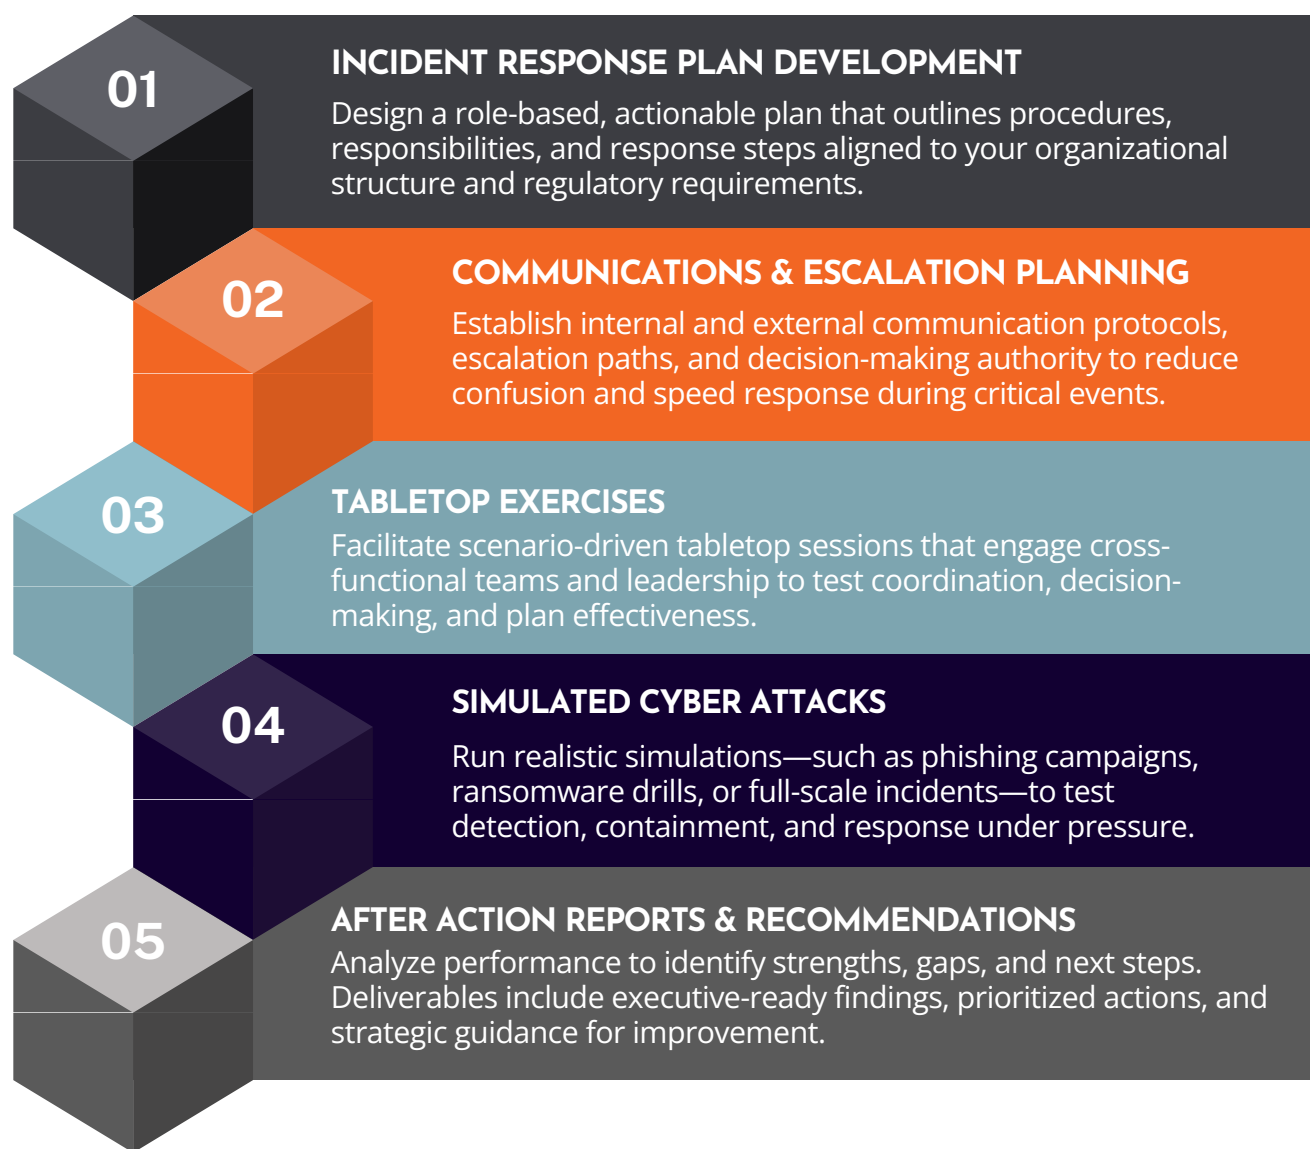 01
INCIDENT RESPONSE PLAN DEVELOPMENT
Design a role-based, actionable plan that outlines procedures,
responsibilities, and response steps aligned to your organizational
structure and regulatory requirements.
02
COMMUNICATIONS & ESCALATION PLANNING
Establish internal and external communication protocols,
escalation paths, and decision-making authority to reduce
confusion and speed response during critical events.
03
TABLETOP EXERCISES
Facilitate scenario-driven tabletop sessions that engage cross-
functional teams and leadership to test coordination, decision-
making, and plan effectiveness.
04
SIMULATED CYBER ATTACKS
Run realistic simulations—such as phishing campaigns,
ransomware drills, or full-scale incidents—to test
detection, containment, and response under pressure.
05
AFTER ACTION REPORTS & RECOMMENDATIONS
Analyze performance to identify strengths, gaps, and next steps.
Deliverables include executive-ready findings, prioritized actions, and
strategic guidance for improvement.